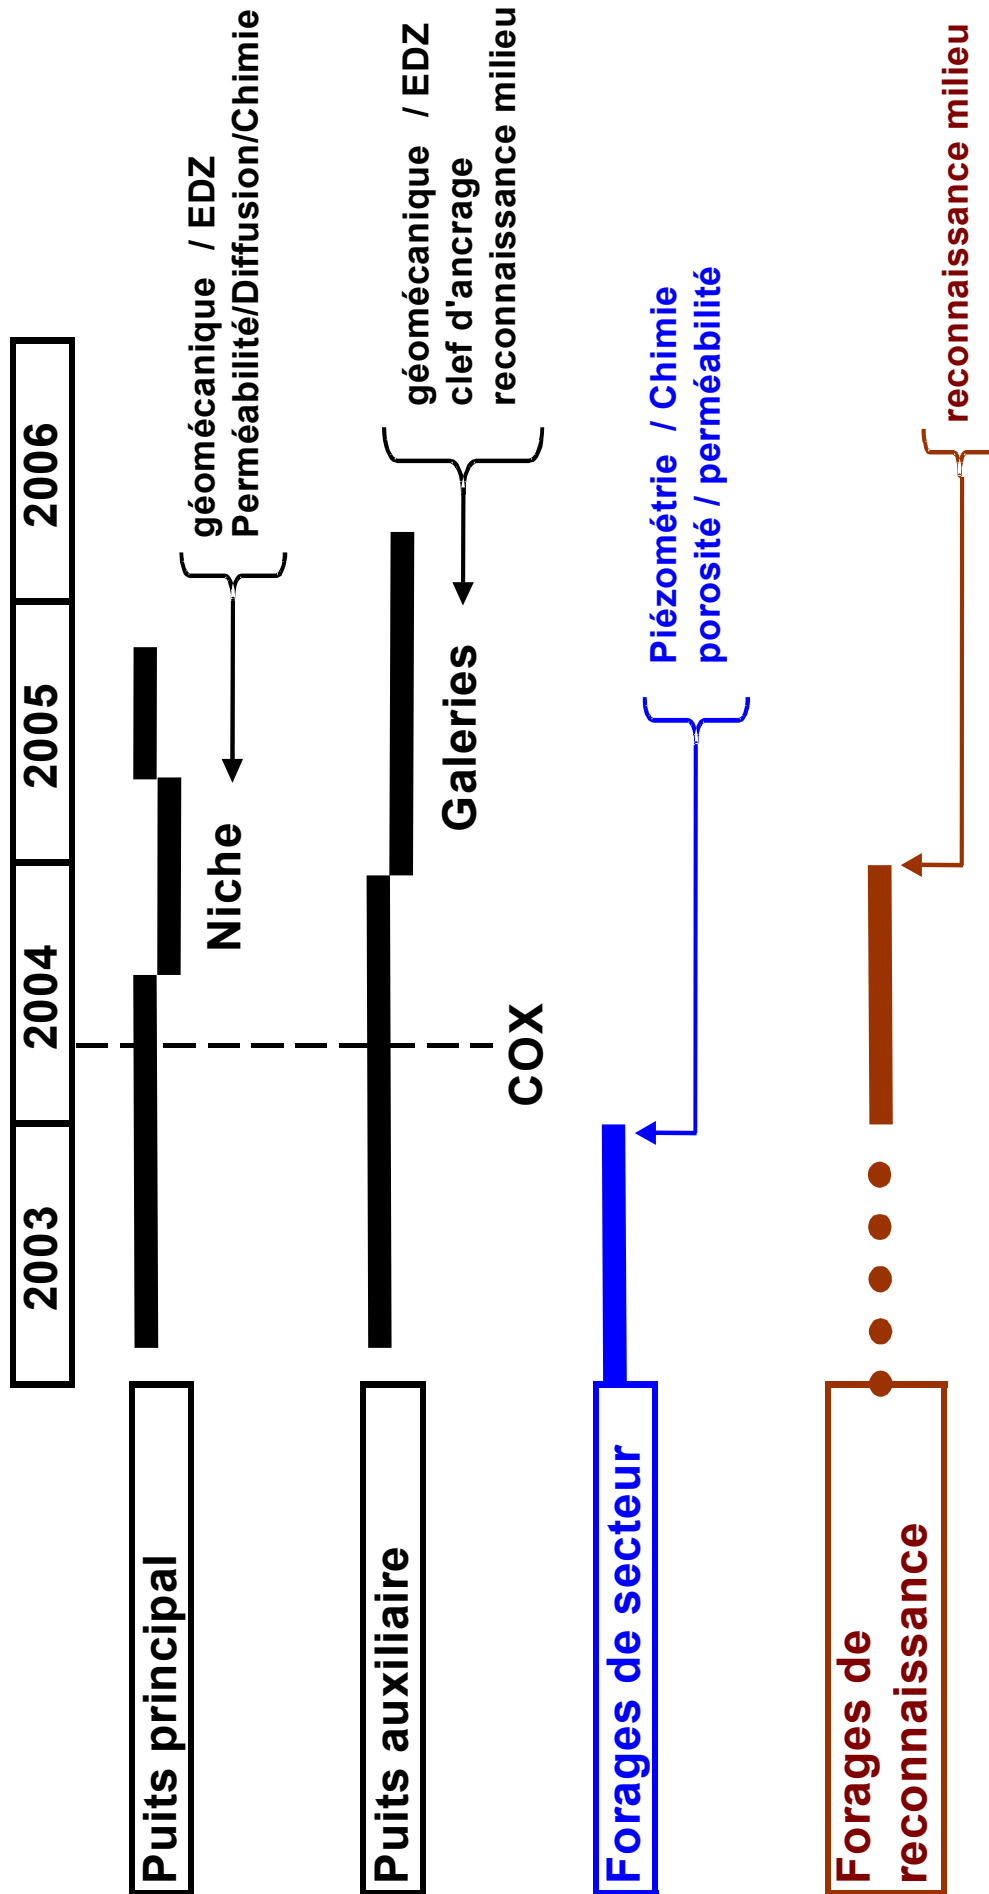 2003 2004 2005 2006
Puits principal
Niche
géomécanique / EDZ
Perméabilité/Diffusion/Chimie
Puits auxiliaire
Galeries
géomécanique / EDZ
clef d'ancrage
reconnaissance milieu
COX
Forages de secteur
Piézométrie / Chimie
porosité / perméabilité
Forages de
reconnaissance
reconnaissance milieu